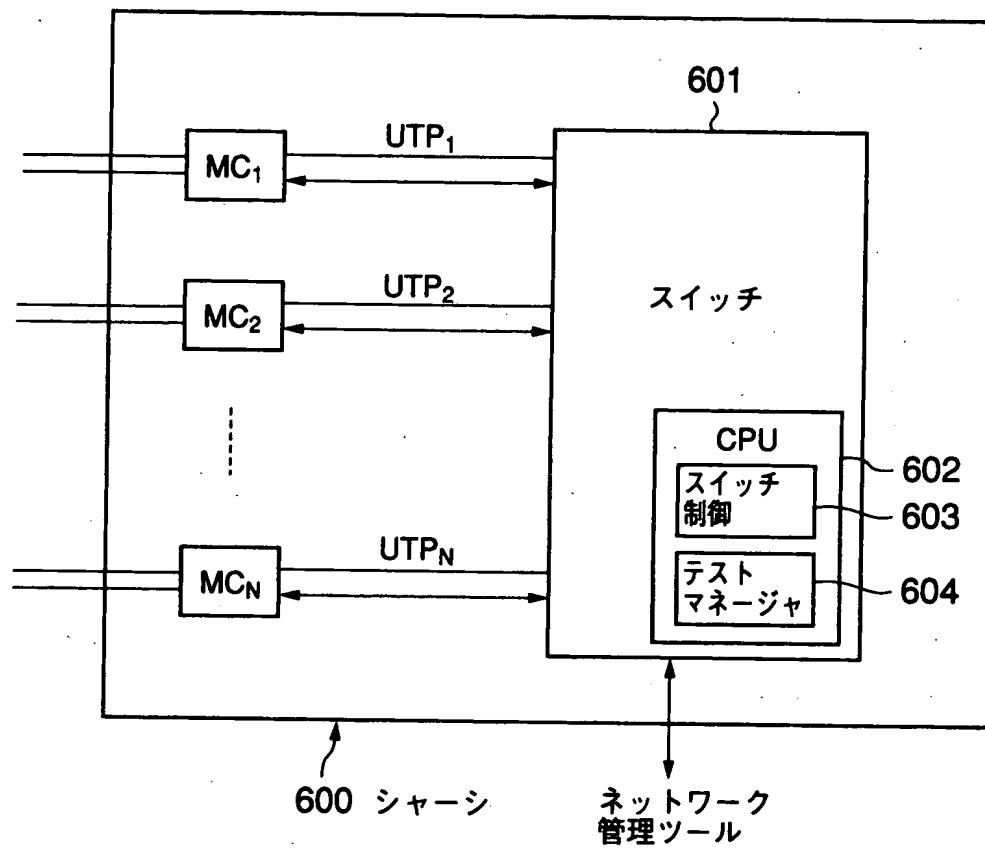 601
UTP₁
MC₁
UTP₂
MC₂
スイッチ
CPU
602
スイッチ
制御
603
UTPN
MCN
テスト
マネージャ
604
600 シャーシ
ネットワーク
管理ツール